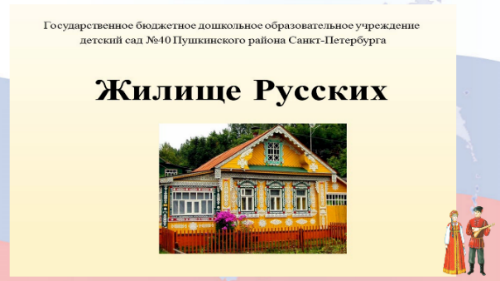 Государственное бюджетное дошкольное образовательное учреждение
детский сад №40 Пушкинского района Санкт-Петербурга
Жилище Русских